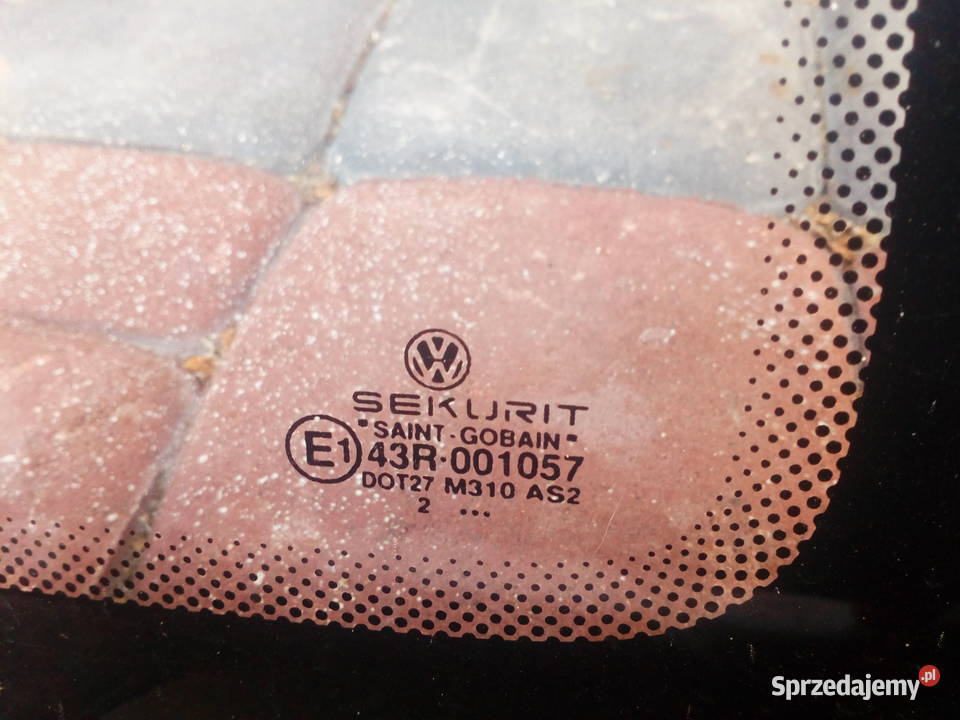 SEKURIT
"SAINT-GOBAIN"
E1 43R-001057
DOT27 M310 AS2
2 ...
Sprzedajemy.pl